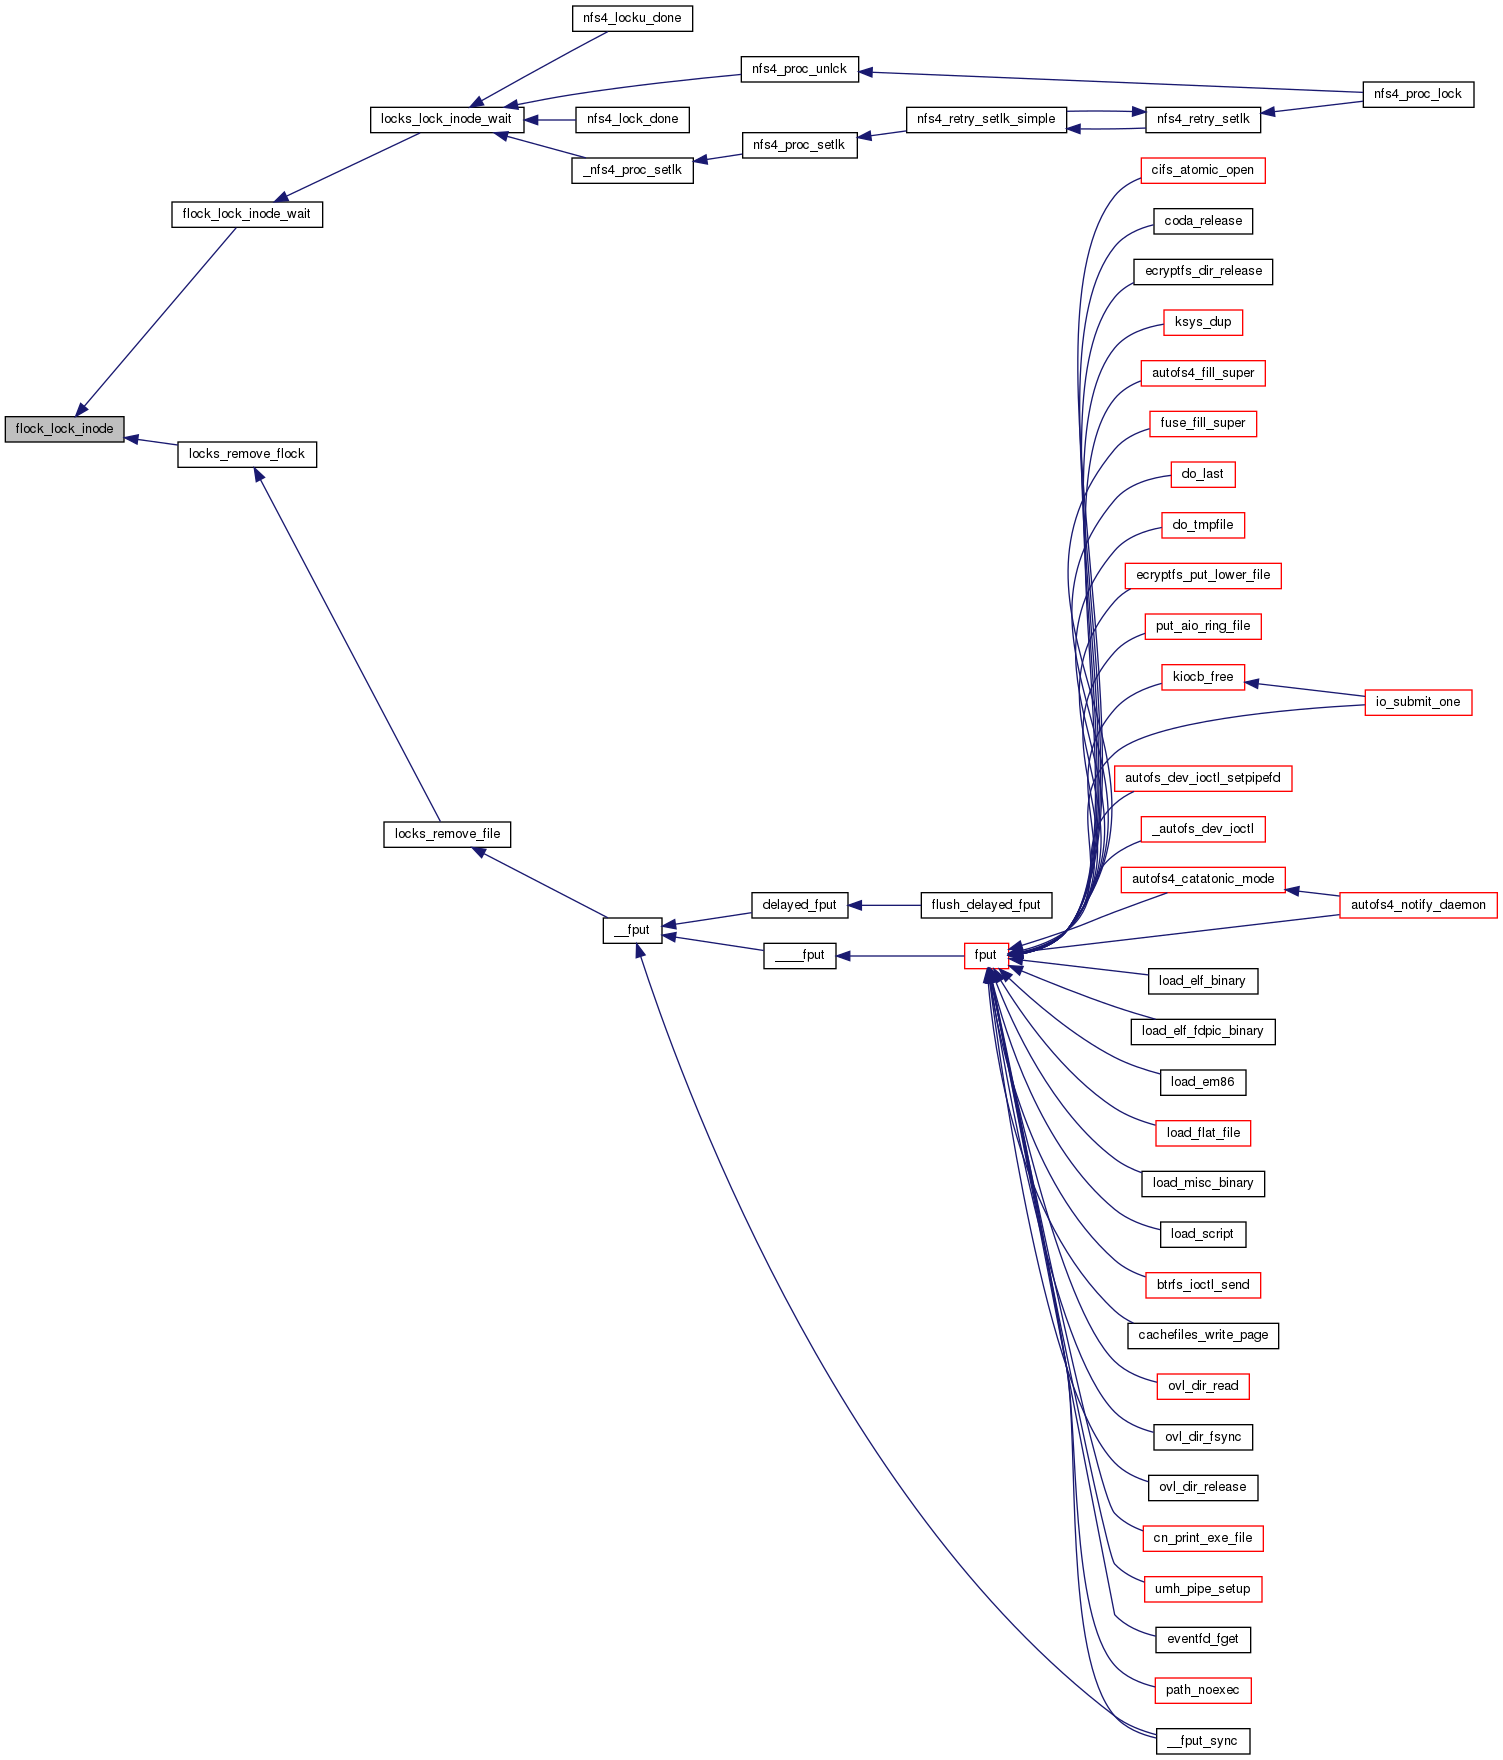 nfs4_locku_done
nfs4_proc_unlck
nfs4_proc_lock
locks_lock_inode_wait
nfs4_lock_done
nfs4_retry_setlk_simple
nfs4_retry_setlk
nfs4_proc_setlk
_nfs4_proc_setlk
cifs_atomic_open
flock_lock_inode_wait
coda_release
ecryptfs_dir_release
ksys_dup
autofs4_fill_super
fuse_fill_super
flock_lock_inode
locks_remove_flock
do_last
do_tmpfile
ecryptfs_put_lower_file
put_aio_ring_file
kiocb_free
io_submit_one
autofs_dev_ioctl_setpipefd
_autofs_dev_ioctl
locks_remove_file
autofs4_catatonic_mode
autofs4_notify_daemon
delayed_fput
flush_delayed_fput
__fput
____fput
fput
load_elf_binary
load_elf_fdpic_binary
load_em86
load_flat_file
load_misc_binary
load_script
btrfs_ioctl_send
cachefiles_write_page
ovl_dir_read
ovl_dir_fsync
ovl_dir_release
cn_print_exe_file
umh_pipe_setup
eventfd_fget
path_noexec
__fput_sync